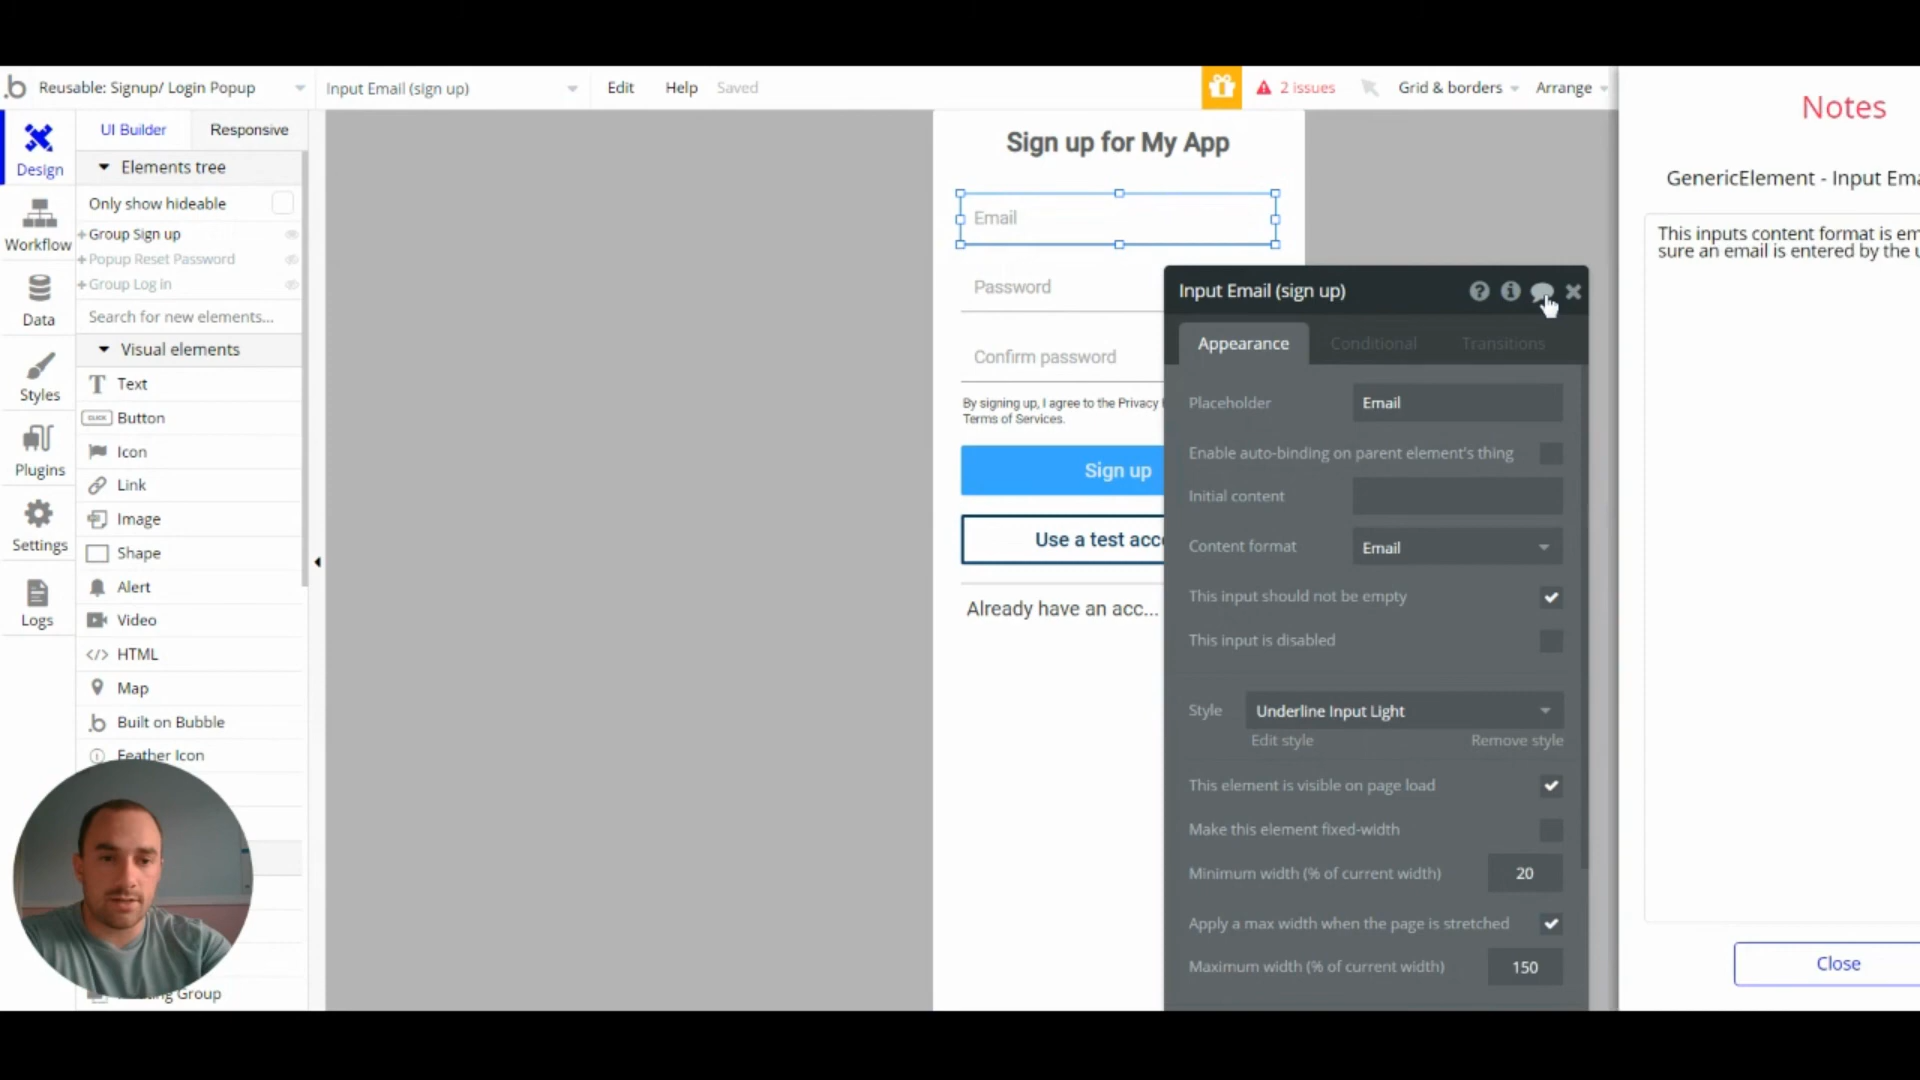 Reusable: Signup/ Login Popup
Input Email (sign up)
Edit
Help
Saved
2 issues
Grid & borders
Arrange
Design
Workflow
Data
Styles
Plugins
Settings
Logs
UI Builder
Responsive
Elements tree
Only show hideable
Group Sign up
Popup Reset Password
Group Log in
Search for new elements...
Visual elements
Text
Button
Icon
Link
Image
Shape
Alert
Video
HTML
Map
Built on Bubble
Feather Icon
Group
Sign up for My App
Email
Password
Confirm password
By signing up, I agree to the Privacy
Terms of Services.
Sign up
Use a test acc
Already have an acc...
Input Email (sign up)
Appearance
Conditional
Transitions
Placeholder
Email
Enable auto-binding on parent element's thing
Initial content
Content format
Email
This input should not be empty
This input is disabled
Style
Underline Input Light
Edit style
Remove style
This element is visible on page load
Make this element fixed-width
Minimum width (% of current width)
20
Apply a max width when the page is stretched
Maximum width (% of current width)
150
Notes
GenericElement - Input Ema
This inputs content format is em
sure an email is entered by the u
Close